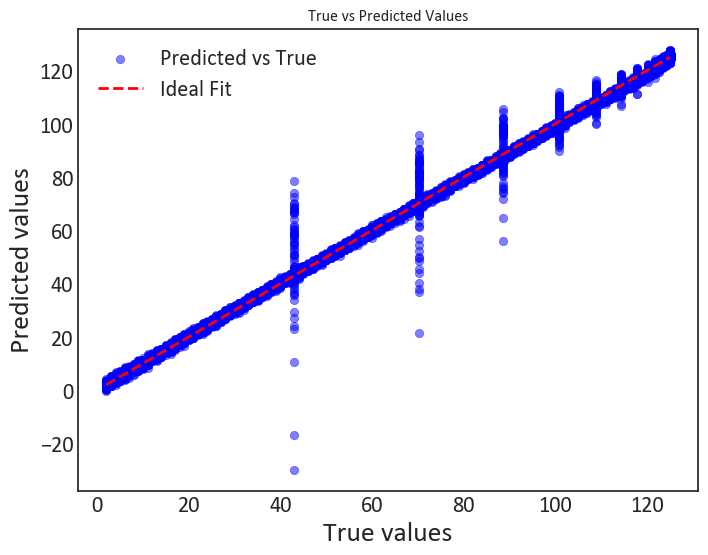 True vs Predicted Values
Predicted vs True
Ideal Fit
120
100
80
60
40
20
0
−20
Predicted values
0 20 40 60 80 100 120
True values